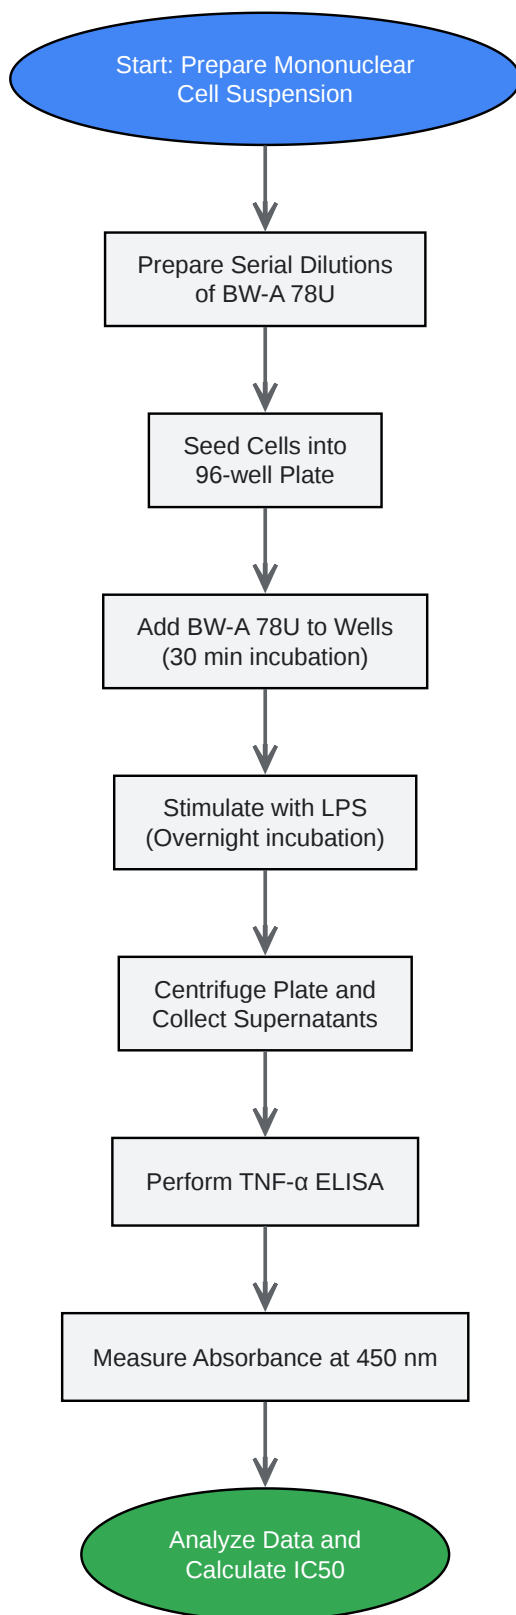 Start: Prepare Mononuclear
Cell Suspension
Prepare Serial Dilutions
of BW-A 78U
Seed Cells into
96-well Plate
Add BW-A 78U to Wells
(30 min incubation)
Stimulate with LPS
(Overnight incubation)
Centrifuge Plate and
Collect Supernatants
Perform TNF-α ELISA
Measure Absorbance at 450 nm
Analyze Data and
Calculate IC50